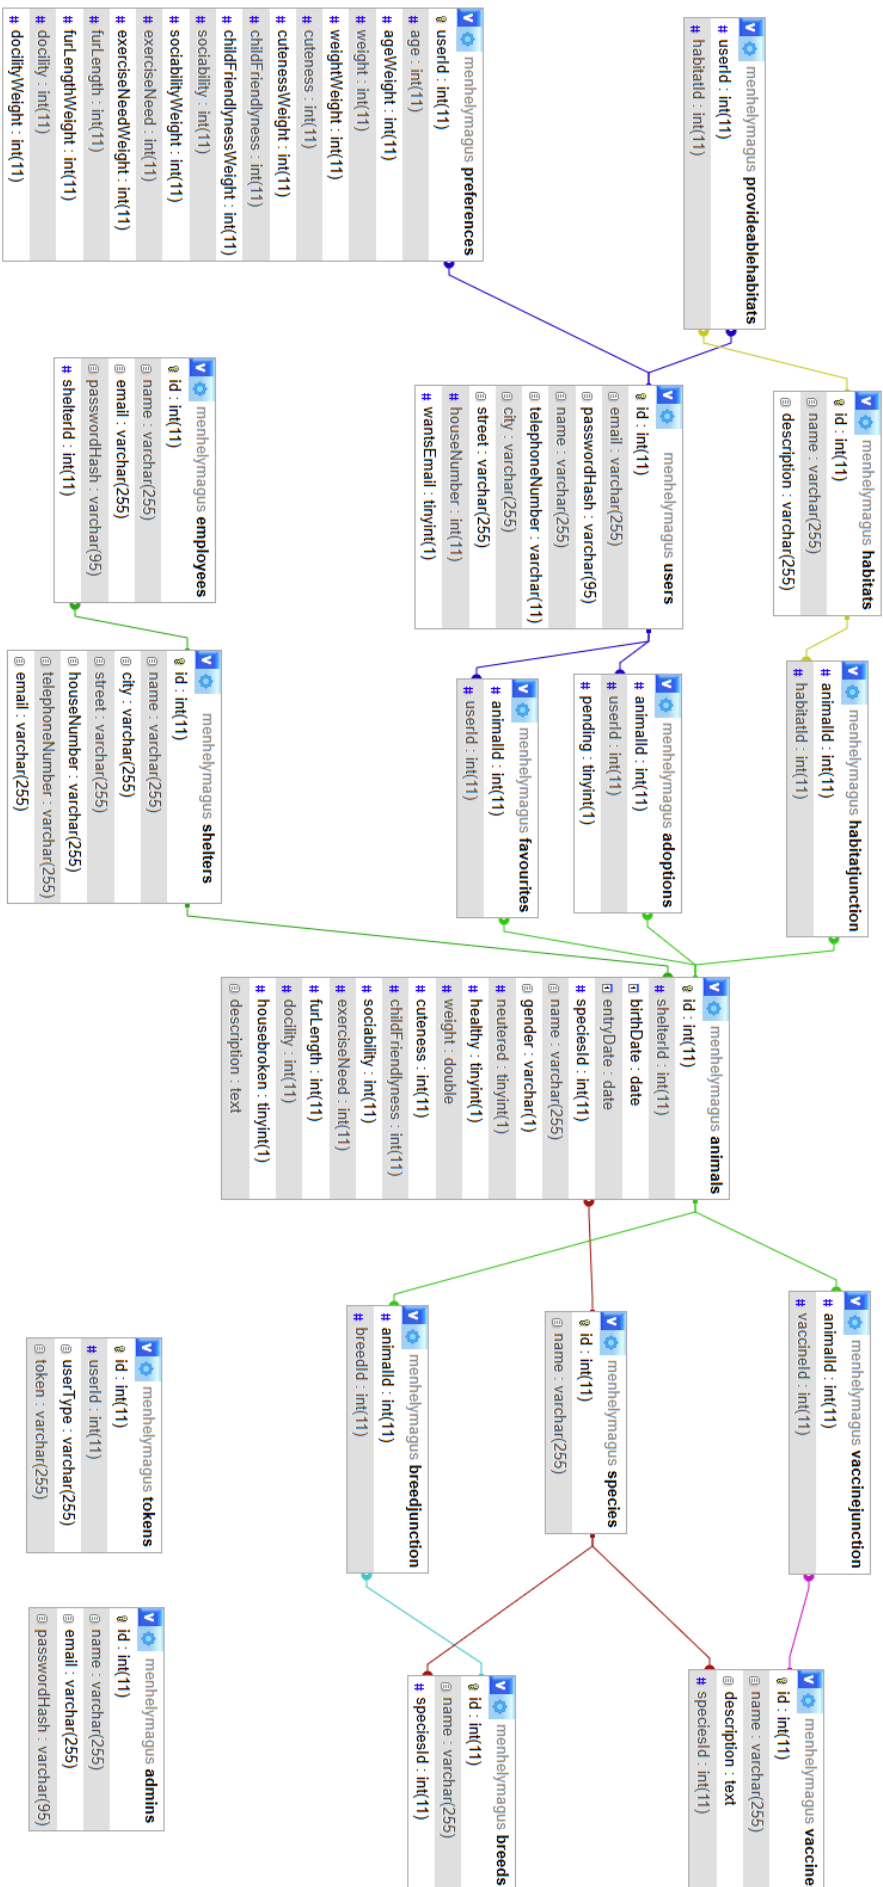 menhelymagus provideablehabitats
userId : int(11)
habitatId : int(11)
menhelymagus preferences
userId : int(11)
age : int(11)
ageWeight : int(11)
weight : int(11)
weightWeight : int(11)
cuteness : int(11)
cutenessWeight : int(11)
childFriendlyness : int(11)
childFriendlynessWeight : int(11)
sociability : int(11)
sociabilityWeight : int(11)
exerciseNeed : int(11)
exerciseNeedWeight : int(11)
furLength : int(11)
furLengthWeight : int(11)
docility : int(11)
docilityWeight : int(11)
menhelymagus habitats
id : int(11)
name : varchar(255)
description : varchar(255)
menhelymagus users
id : int(11)
email : varchar(255)
passwordHash : varchar(95)
name : varchar(255)
telephoneNumber : varchar(11)
city : varchar(255)
street : varchar(255)
houseNumber : int(11)
wantsEmail : tinyint(1)
menhelymagus employees
id : int(11)
name : varchar(255)
email : varchar(255)
passwordHash : varchar(95)
shelterId : int(11)
menhelymagus habitatjunction
animalId : int(11)
habitatId : int(11)
menhelymagus adoptions
animalId : int(11)
userId : int(11)
pending : tinyint(1)
menhelymagus favourites
animalId : int(11)
userId : int(11)
menhelymagus shelters
id : int(11)
name : varchar(255)
city : varchar(255)
street : varchar(255)
houseNumber : varchar(255)
telephoneNumber : varchar(255)
email : varchar(255)
menhelymagus animals
id : int(11)
shelterId : int(11)
birthDate : date
entryDate : date
speciesId : int(11)
name : varchar(255)
gender : varchar(1)
neutered : tinyint(1)
healthy : tinyint(1)
weight : double
cuteness : int(11)
childFriendlyness : int(11)
sociability : int(11)
exerciseNeed : int(11)
furLength : int(11)
docility : int(11)
housebroken : tinyint(1)
description : text
menhelymagus vaccinejunction
animalId : int(11)
vaccineId : int(11)
menhelymagus species
id : int(11)
name : varchar(255)
menhelymagus breedjunction
animalId : int(11)
breedId : int(11)
menhelymagus tokens
id : int(11)
userId : int(11)
userType : varchar(255)
token : varchar(255)
menhelymagus vaccine
id : int(11)
name : varchar(255)
description : text
speciesId : int(11)
menhelymagus breeds
id : int(11)
name : varchar(255)
speciesId : int(11)
menhelymagus admins
id : int(11)
name : varchar(255)
email : varchar(255)
passwordHash : varchar(95)